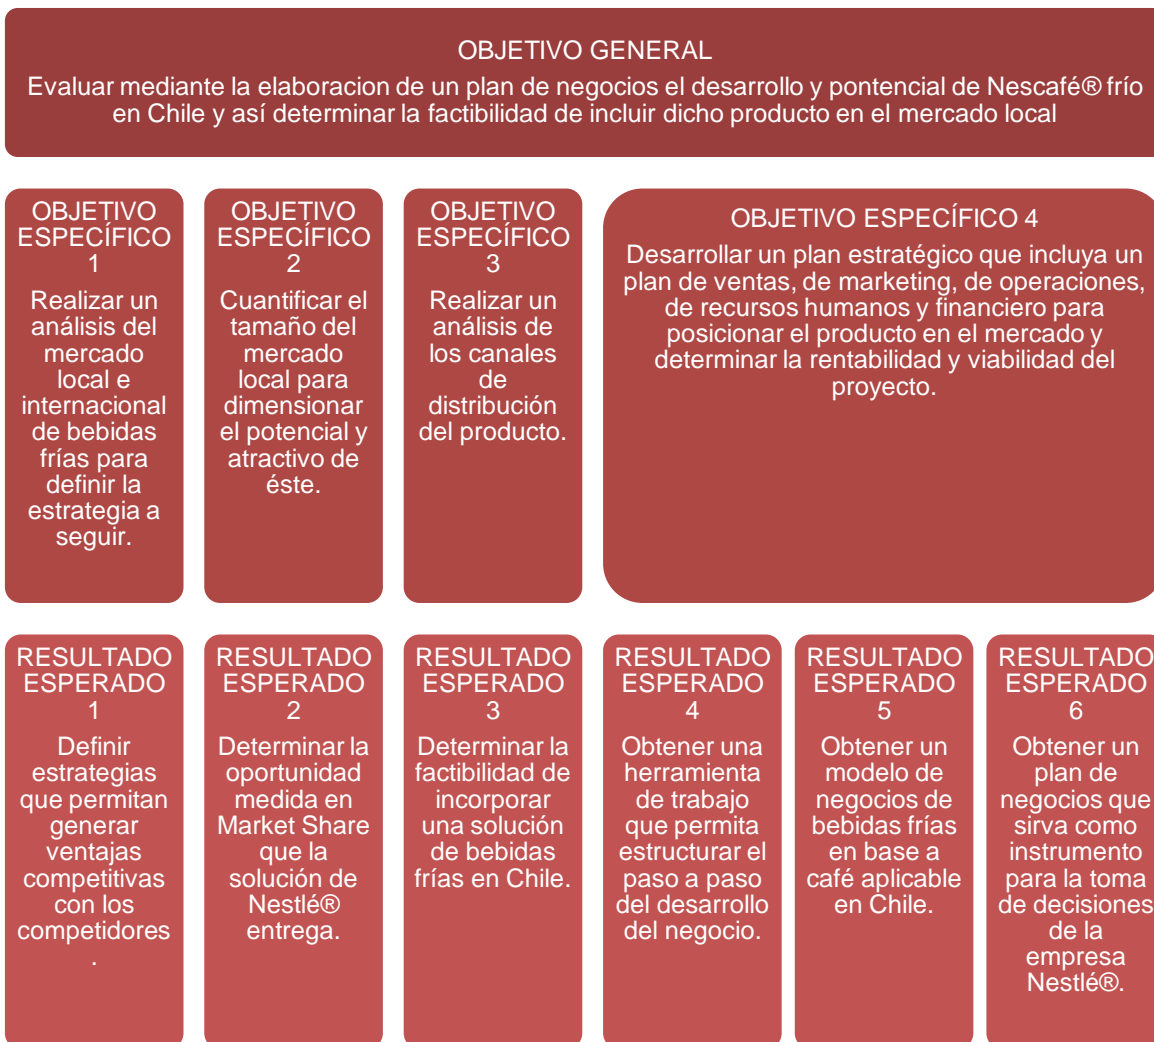 OBJETIVO GENERAL
Evaluar mediante la elaboracion de un plan de negocios el desarrollo y pontencial de Nescafé® frío
en Chile y así determinar la factibilidad de incluir dicho producto en el mercado local
OBJETIVO
ESPECÍFICO
1
Realizar un
análisis del
mercado
local e
internacional
de bebidas
frías para
definir la
estrategia a
seguir.
OBJETIVO
ESPECÍFICO
2
Cuantificar el
tamaño del
mercado
local para
dimensionar
el potencial y
atractivo de
éste.
OBJETIVO
ESPECÍFICO
3
Realizar un
análisis de
los canales
de
distribución
del producto.
OBJETIVO ESPECÍFICO 4
Desarrollar un plan estratégico que incluya un
plan de ventas, de marketing, de operaciones,
de recursos humanos y financiero para
posicionar el producto en el mercado y
determinar la rentabilidad y viabilidad del
proyecto.
RESULTADO
ESPERADO
1
Definir
estrategias
que permitan
generar
ventajas
competitivas
con los
competidores
.
RESULTADO
ESPERADO
2
Determinar la
oportunidad
medida en
Market Share
que la
solución de
Nestlé®
entrega.
RESULTADO
ESPERADO
3
Determinar la
factibilidad de
incorporar
una solución
de bebidas
frías en Chile.
RESULTADO
ESPERADO
4
Obtener una
herramienta
de trabajo
que permita
estructurar el
paso a paso
del desarrollo
del negocio.
RESULTADO
ESPERADO
5
Obtener un
modelo de
negocios de
bebidas frías
en base a
café aplicable
en Chile.
RESULTADO
ESPERADO
6
Obtener un
plan de
negocios que
sirva como
instrumento
para la toma
de decisiones
de la
empresa
Nestlé®.